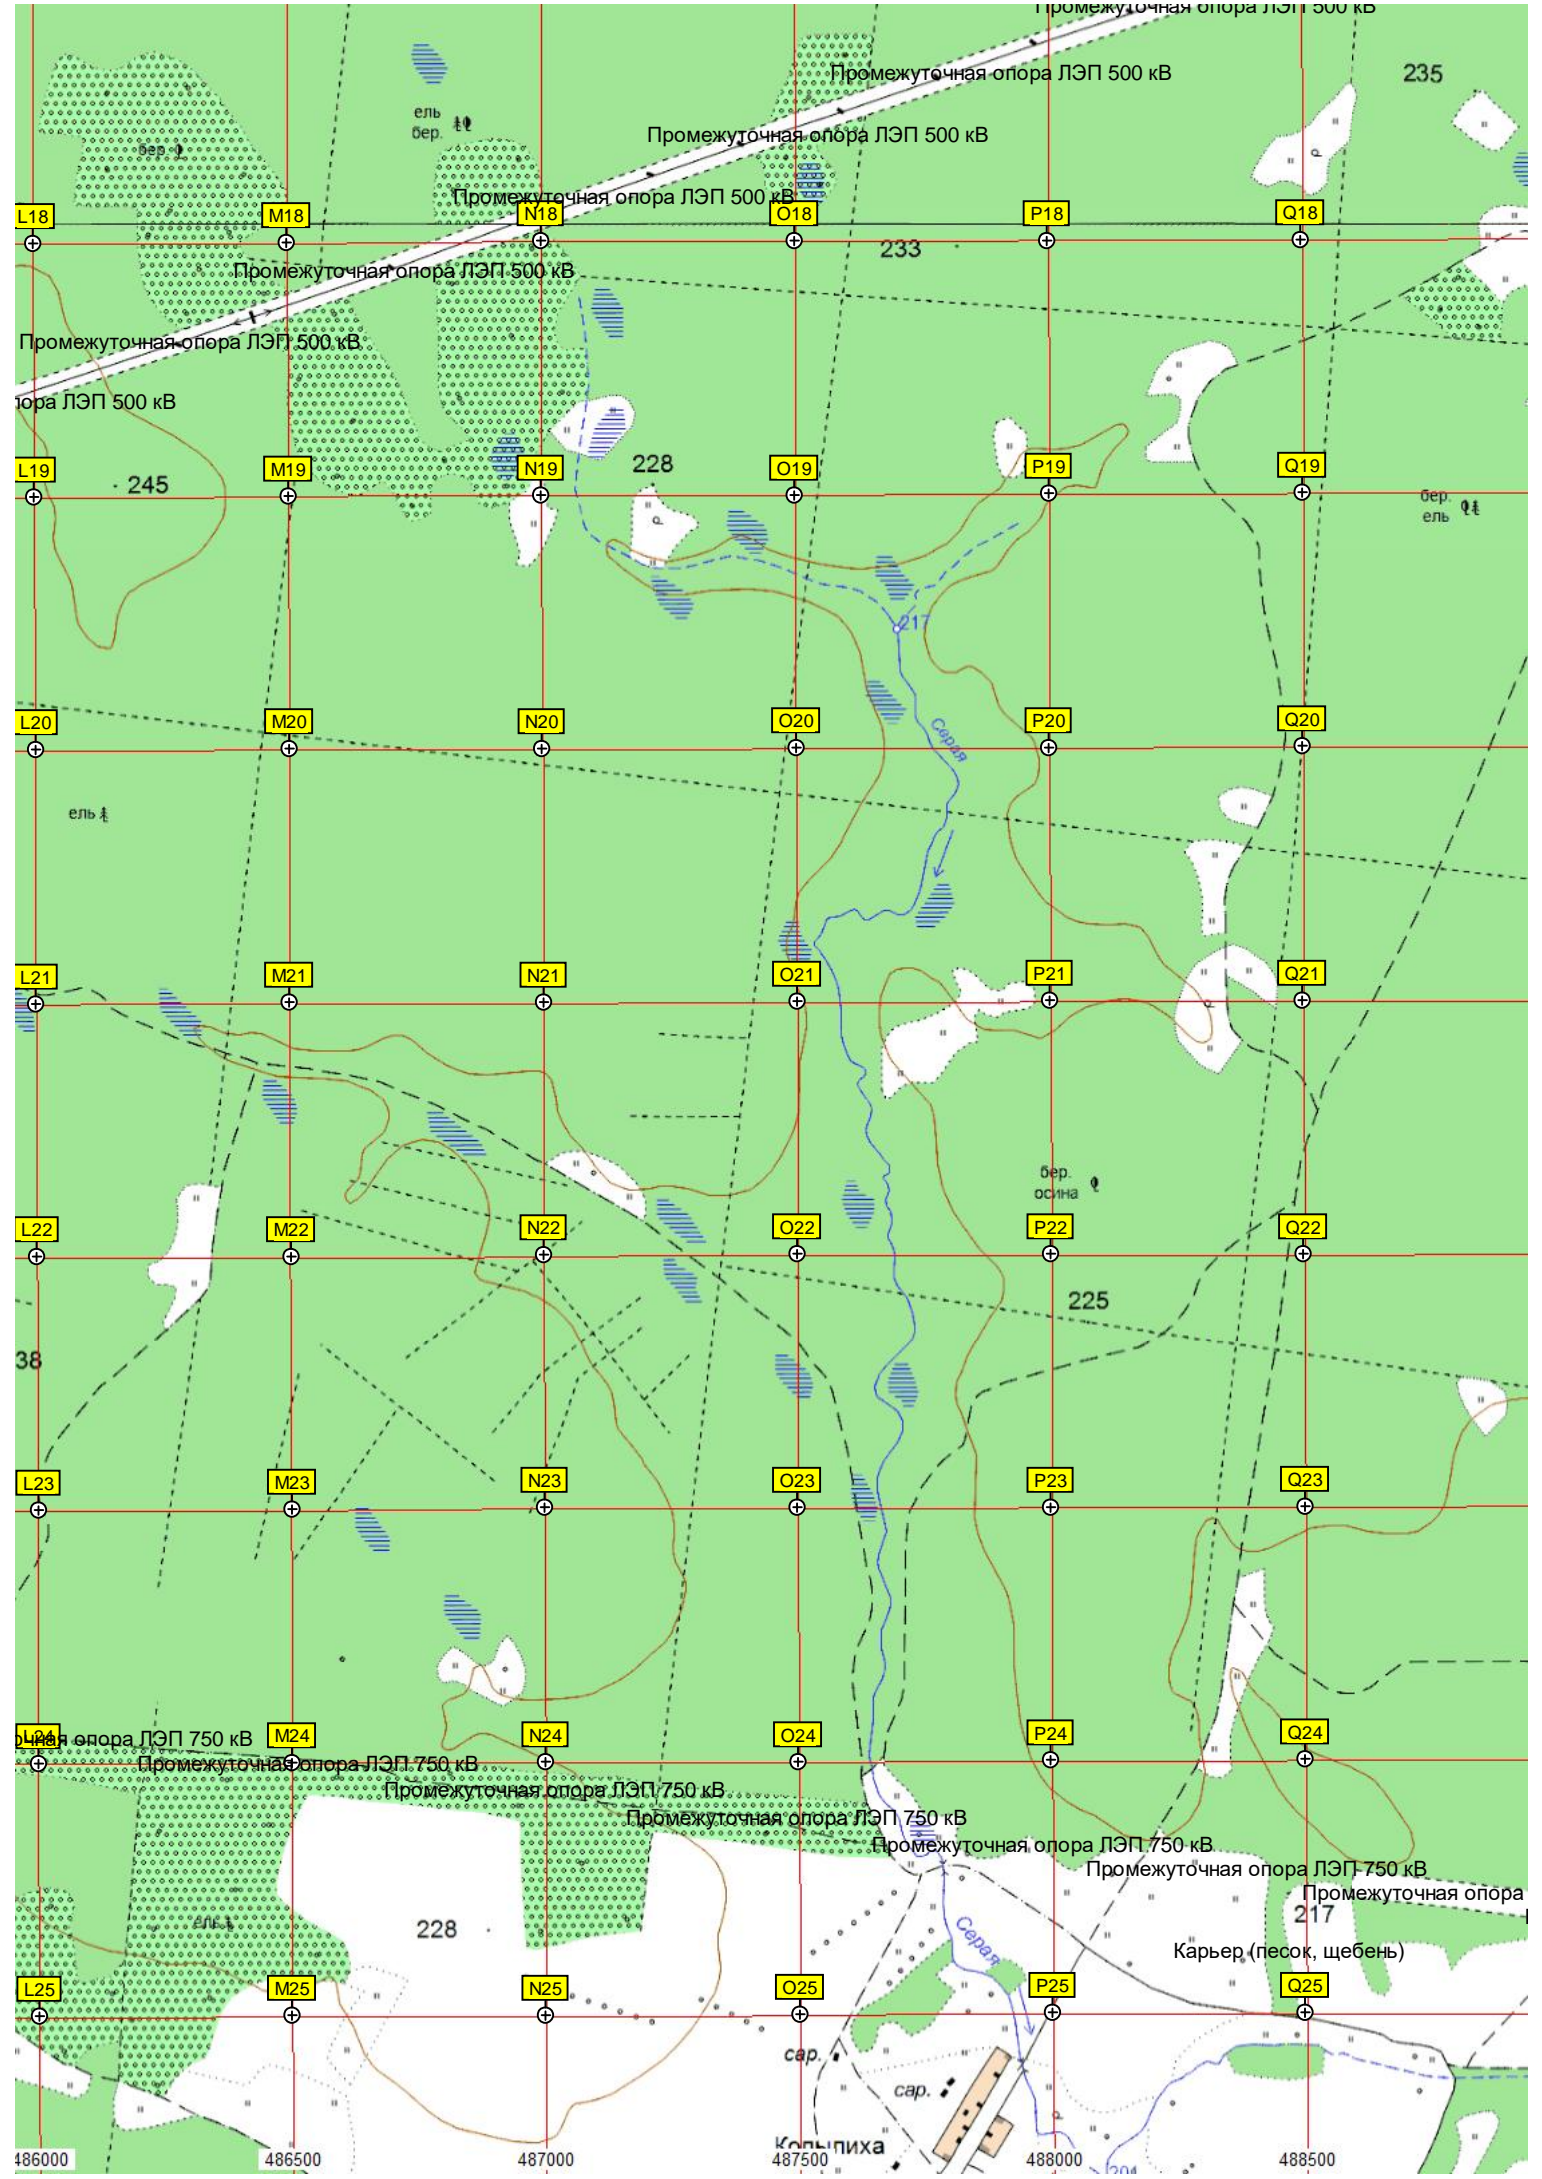 Промежуточная опора ЛЭП 500 кВ
Промежуточная опора ЛЭП 500 кВ
235
ель
бер.
Промежуточная опора ЛЭП 500 кВ
бер.
Промежуточная опора ЛЭП 500 кВ
L18
M18
N18
O18
P18
Q18
233
Промежуточная опора ЛЭП 500 кВ
Промежуточная опора ЛЭП 500 кВ
опора ЛЭП 500 кВ
L19
M19
N19
O19
P19
Q19
245
228
бер.
ель
217
L20
M20
N20
O20
P20
Q20
Серая
ель
L21
M21
N21
O21
P21
Q21
бер.
осина
L22
M22
N22
O22
P22
Q22
225
38
L23
M23
N23
O23
P23
Q23
L24
M24
N24
O24
P24
Q24
очная опора ЛЭП 750 кВ
Промежуточная опора ЛЭП 750 кВ
Промежуточная опора ЛЭП 750 кВ
Промежуточная опора ЛЭП 750 кВ
Промежуточная опора ЛЭП 750 кВ
Промежуточная опора ЛЭП 750 кВ
Промежуточная опора
217
ель
228
Серая
Карьер (песок, щебень)
L25
M25
N25
O25
P25
Q25
сар.
сар.
Копылиха
486000
486500
487000
487500
488000
488500
201